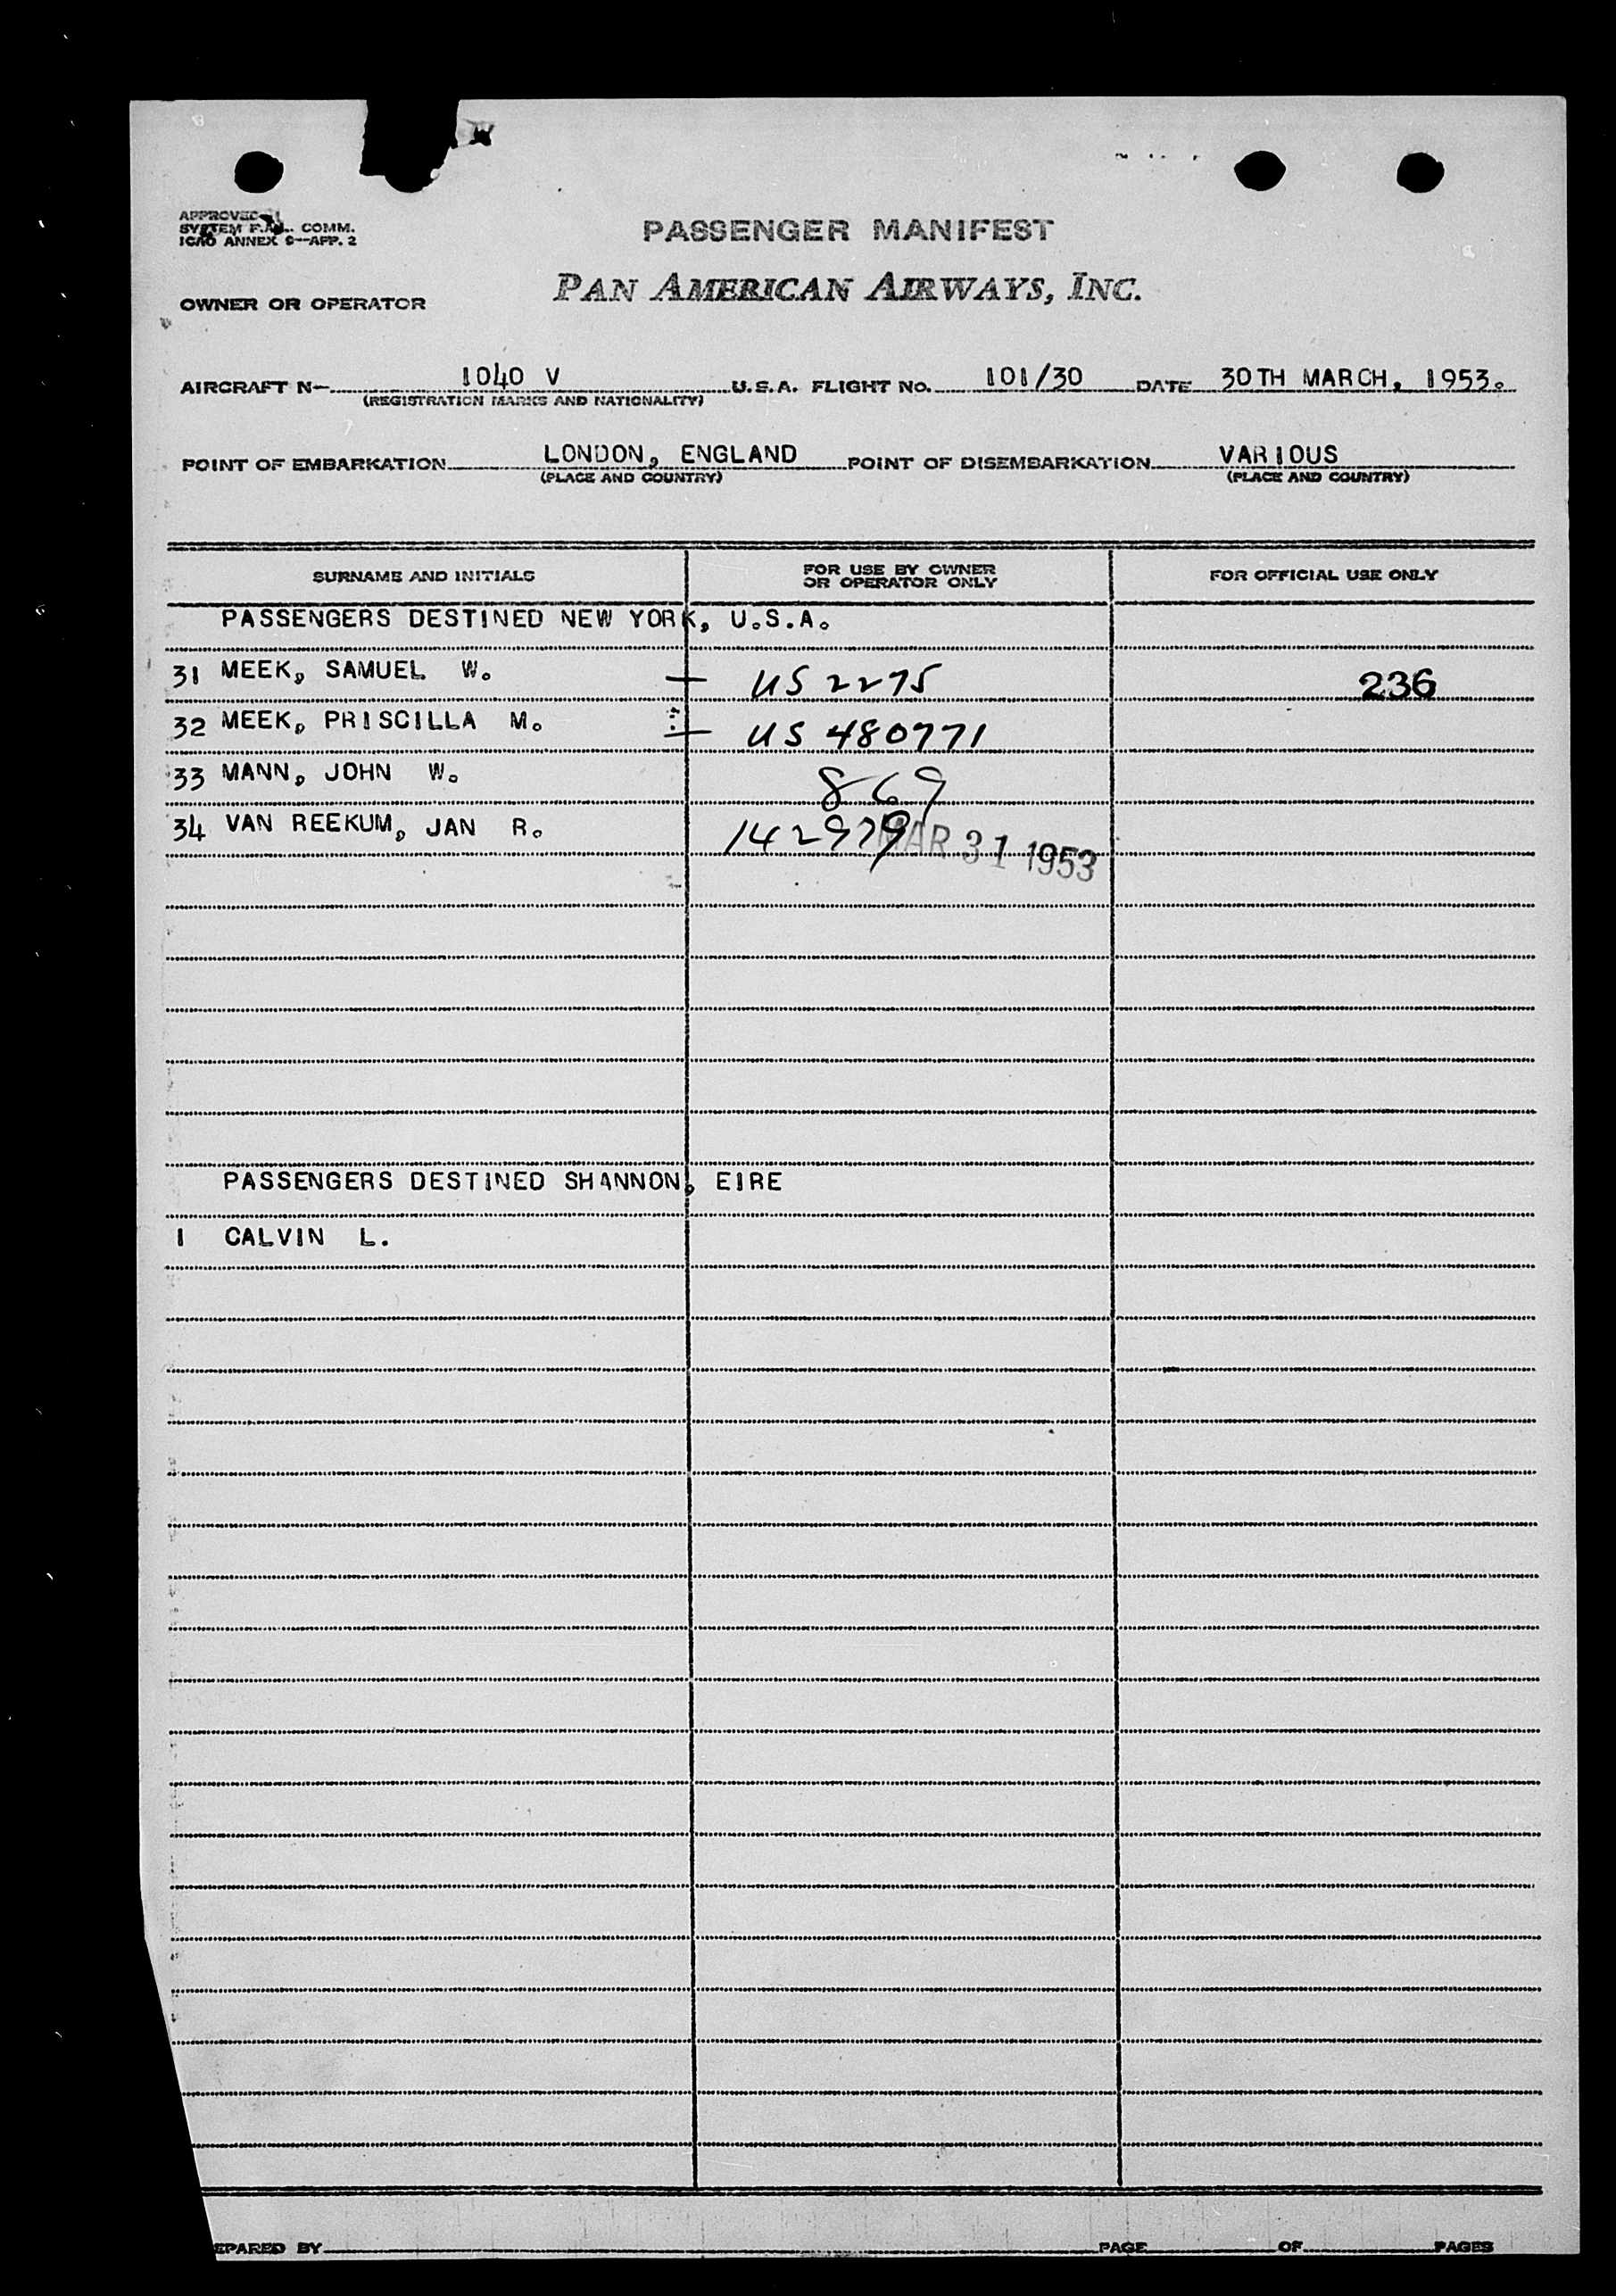 APPROVED
SYSTEM F.A.L. COMM.
ICAO ANNEX 9—APP. 2
PASSENGER MANIFEST
OWNER OR OPERATOR PAN AMERICAN AIRWAYS, INC.
AIRCRAFT N— 1040 V U.S.A. FLIGHT NO. 101/30 DATE 30TH MARCH, 1953.
(REGISTRATION MARKS AND NATIONALITY)
POINT OF EMBARKATION LONDON, ENGLAND POINT OF DISEMBARKATION VARIOUS
(PLACE AND COUNTRY) (PLACE AND COUNTRY)
SURNAME AND INITIALS FOR USE BY OWNER OR OPERATOR ONLY FOR OFFICIAL USE ONLY
PASSENGERS DESTINED NEW YORK, U.S.A.
31 MEEK, SAMUEL W. — US 2275 236
32 MEEK, PRISCILLA M. — US 480771
33 MANN, JOHN W. 869
34 VAN REEKUM, JAN R. 142979 MAR 31 1953
PASSENGERS DESTINED SHANNON, EIRE
1 CALVIN L.
EPARED BY PAGE OF PAGES